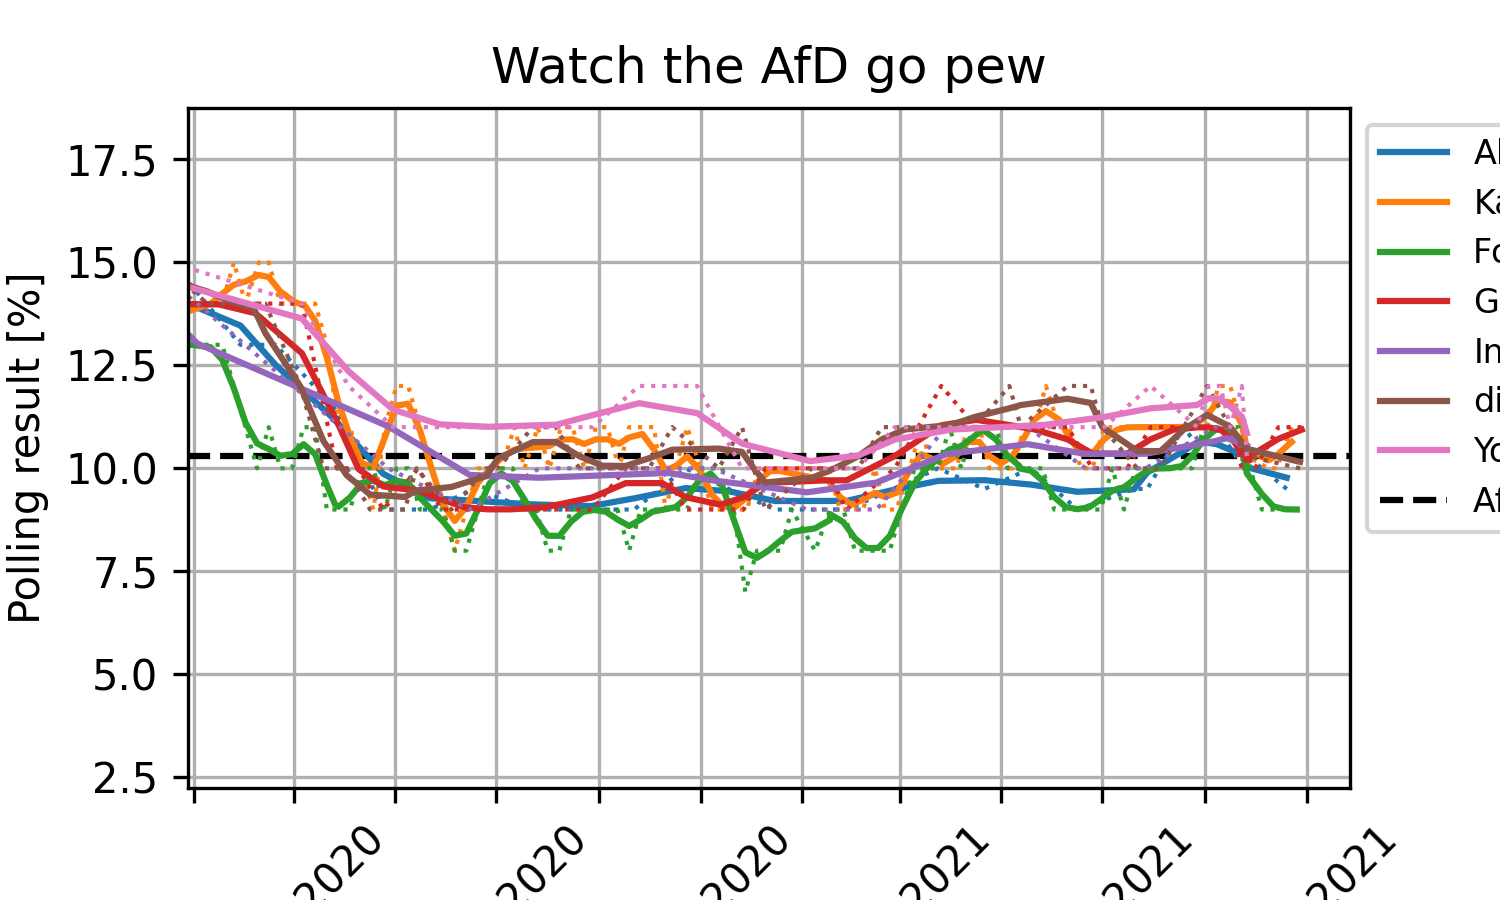 Watch the AfD go pew
Polling result [%]
17.5
15.0
12.5
10.0
7.5
5.0
2.5
2020
2020
2020
2021
2021
2021
Al
Ka
Fo
G
In
di
Yo
Af